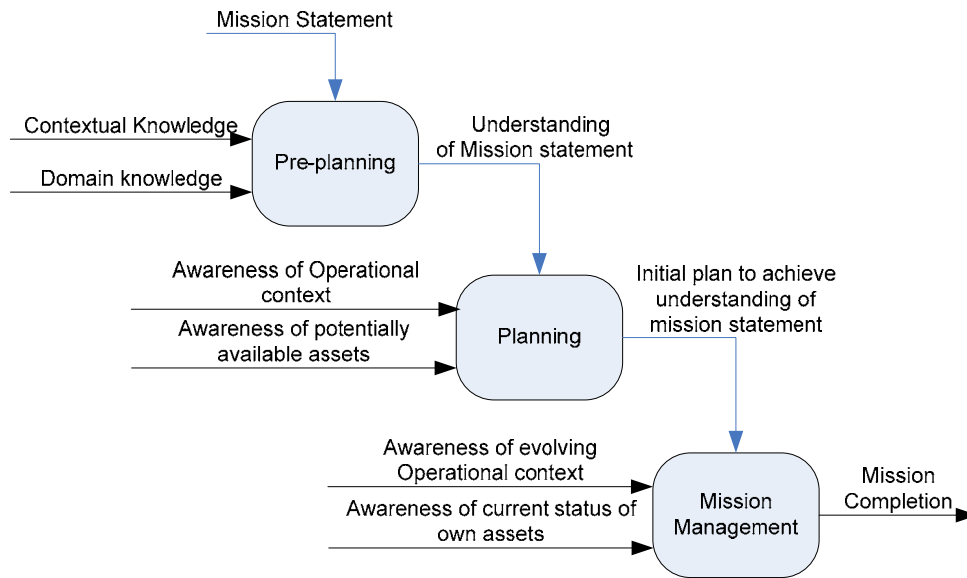 Mission Statement
Contextual Knowledge
Domain knowledge
Pre-planning
Understanding
of Mission statement
Awareness of Operational
context
Awareness of potentially
available assets
Planning
Initial plan to achieve
understanding of
mission statement
Awareness of evolving
Operational context
Awareness of current status of
own assets
Mission
Management
Mission
Completion